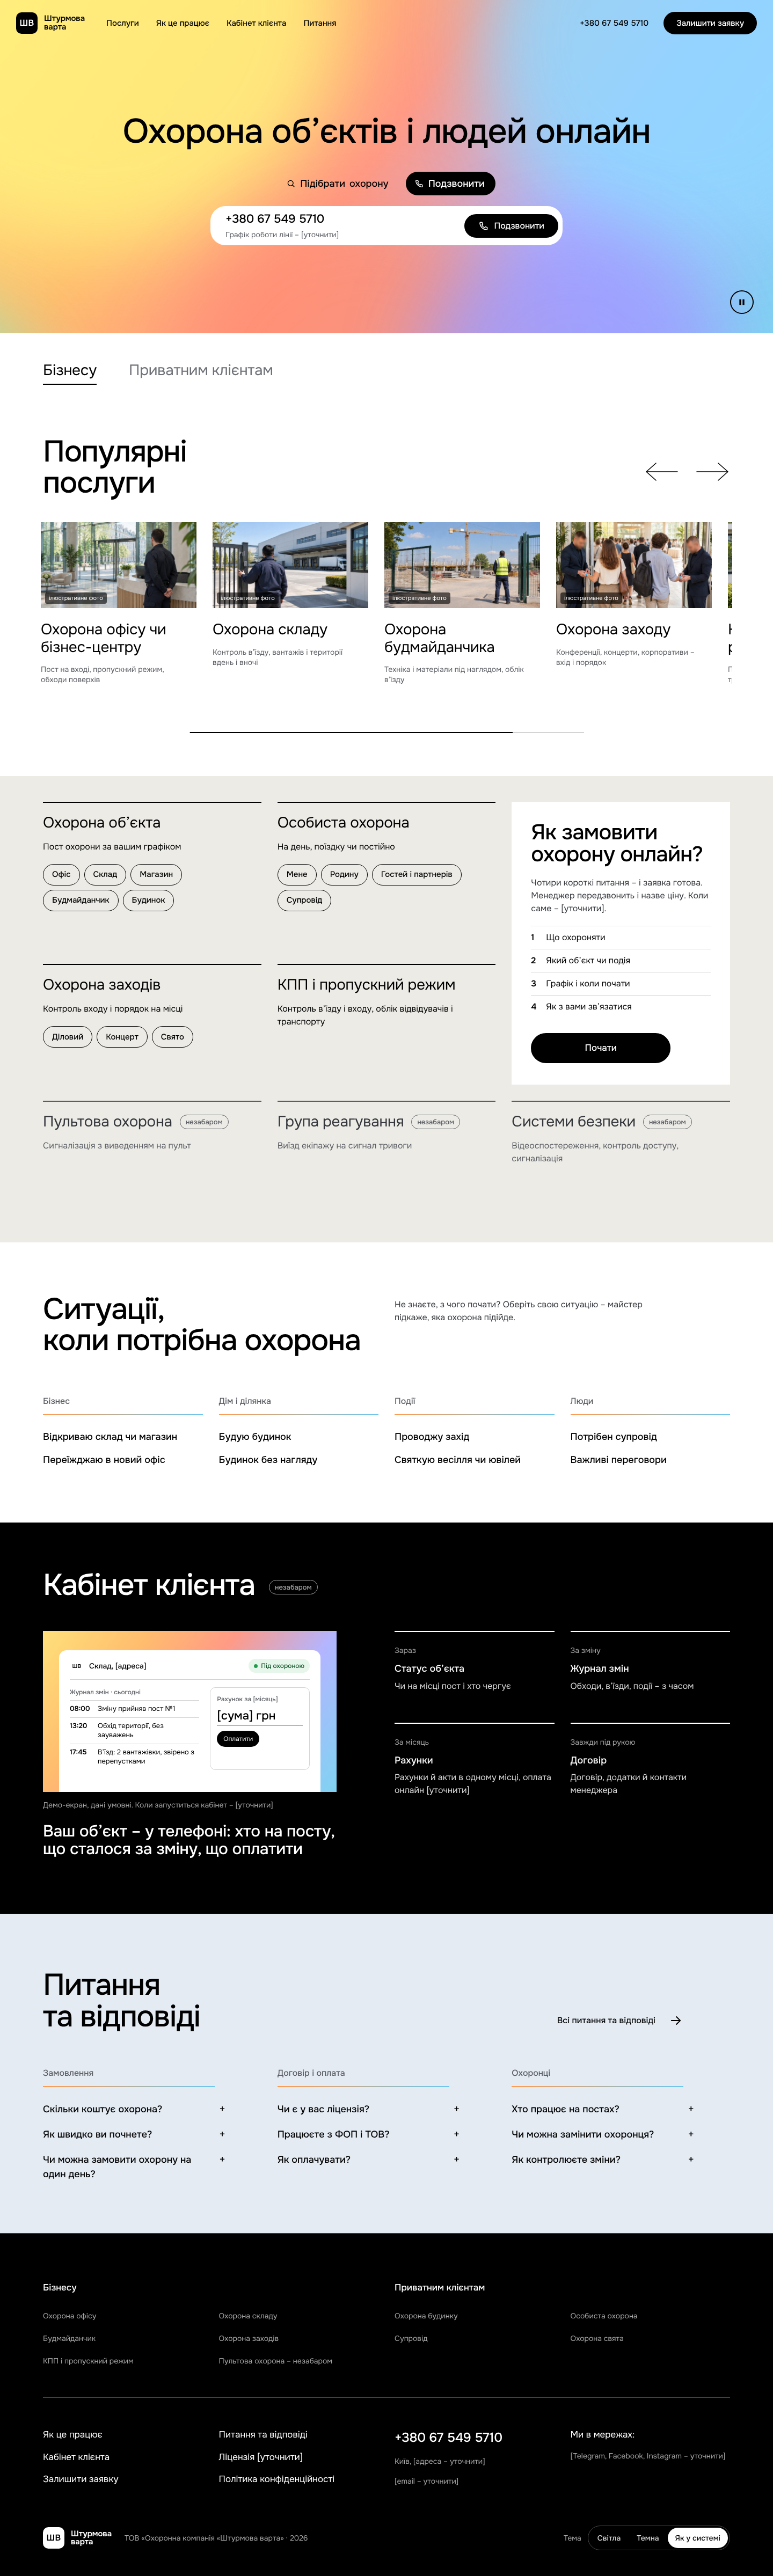 ШВ
Штурмова
варта
Послуги
Як це працює
Кабінет клієнта
Питання
+380 67 549 5710
Залишити заявку
Охорона об’єктів і людей онлайн
Підібрати охорону
Подзвонити
+380 67 549 5710
Графік роботи лінії – [уточнити]
Подзвонити
Бізнесу
Приватним клієнтам
Популярні
послуги
ілюстративне фото
Охорона офісу чи
бізнес-центру
Пост на вході, пропускний режим,
обходи поверхів
ілюстративне фото
Охорона складу
Контроль в’їзду, вантажів і території
вдень і вночі
ілюстративне фото
Охорона
будмайданчика
Техніка і матеріали під наглядом, облік
в’їзду
ілюстративне фото
Охорона заходу
Конференції, концерти, корпоративи –
вхід і порядок
Охорона об’єкта
Пост охорони за вашим графіком
Офіс
Склад
Магазин
Будмайданчик
Будинок
Особиста охорона
На день, поїздку чи постійно
Мене
Родину
Гостей і партнерів
Супровід
Як замовити
охорону онлайн?
Чотири короткі питання – і заявка готова.
Менеджер передзвонить і назве ціну. Коли
саме – [уточнити].
1 Що охороняти
2 Який об’єкт чи подія
3 Графік і коли почати
4 Як з вами зв’язатися
Почати
Охорона заходів
Контроль входу і порядок на місці
Діловий
Концерт
Свято
КПП і пропускний режим
Контроль в’їзду і входу, облік відвідувачів і
транспорту
Пультова охорона
незабаром
Сигналізація з виведенням на пульт
Група реагування
незабаром
Виїзд екіпажу на сигнал тривоги
Системи безпеки
незабаром
Відеоспостереження, контроль доступу,
сигналізація
Ситуації,
коли потрібна охорона
Не знаєте, з чого почати? Оберіть свою ситуацію – майстер
підкаже, яка охорона підійде.
Бізнес
Відкриваю склад чи магазин
Переїжджаю в новий офіс
Дім і ділянка
Будую будинок
Будинок без нагляду
Події
Проводжу захід
Святкую весілля чи ювілей
Люди
Потрібен супровід
Важливі переговори
Кабінет клієнта
незабаром
ШВ
Склад, [адреса]
Під охороною
Журнал змін · сьогодні
08:00 Зміну прийняв пост №1
13:20 Обхід території, без
зауважень
17:45 В’їзд: 2 вантажівки, звірено з
перепустками
Рахунок за [місяць]
[сума] грн
Оплатити
Демо-екран, дані умовні. Коли запуститься кабінет – [уточнити]
Ваш об’єкт – у телефоні: хто на посту,
що сталося за зміну, що оплатити
Зараз
Статус об’єкта
Чи на місці пост і хто чергує
За зміну
Журнал змін
Обходи, в’їзди, події – з часом
За місяць
Рахунки
Рахунки й акти в одному місці, оплата
онлайн [уточнити]
Завжди під рукою
Договір
Договір, додатки й контакти
менеджера
Питання
та відповіді
Всі питання та відповіді
Замовлення
Скільки коштує охорона? +
Як швидко ви почнете? +
Чи можна замовити охорону на +
один день?
Договір і оплата
Чи є у вас ліцензія? +
Працюєте з ФОП і ТОВ? +
Як оплачувати? +
Охоронці
Хто працює на постах? +
Чи можна замінити охоронця? +
Як контролюєте зміни? +
Бізнесу
Охорона офісу
Охорона складу
Будмайданчик
Охорона заходів
КПП і пропускний режим
Пультова охорона – незабаром
Приватним клієнтам
Охорона будинку
Особиста охорона
Супровід
Охорона свята
Як це працює
Кабінет клієнта
Залишити заявку
Питання та відповіді
Ліцензія [уточнити]
Політика конфіденційності
+380 67 549 5710
Київ, [адреса – уточнити]
[email – уточнити]
Ми в мережах:
[Telegram, Facebook, Instagram – уточнити]
ШВ
Штурмова
варта
ТОВ «Охоронна компанія «Штурмова варта» · 2026
Тема
Світла
Темна
Як у системі